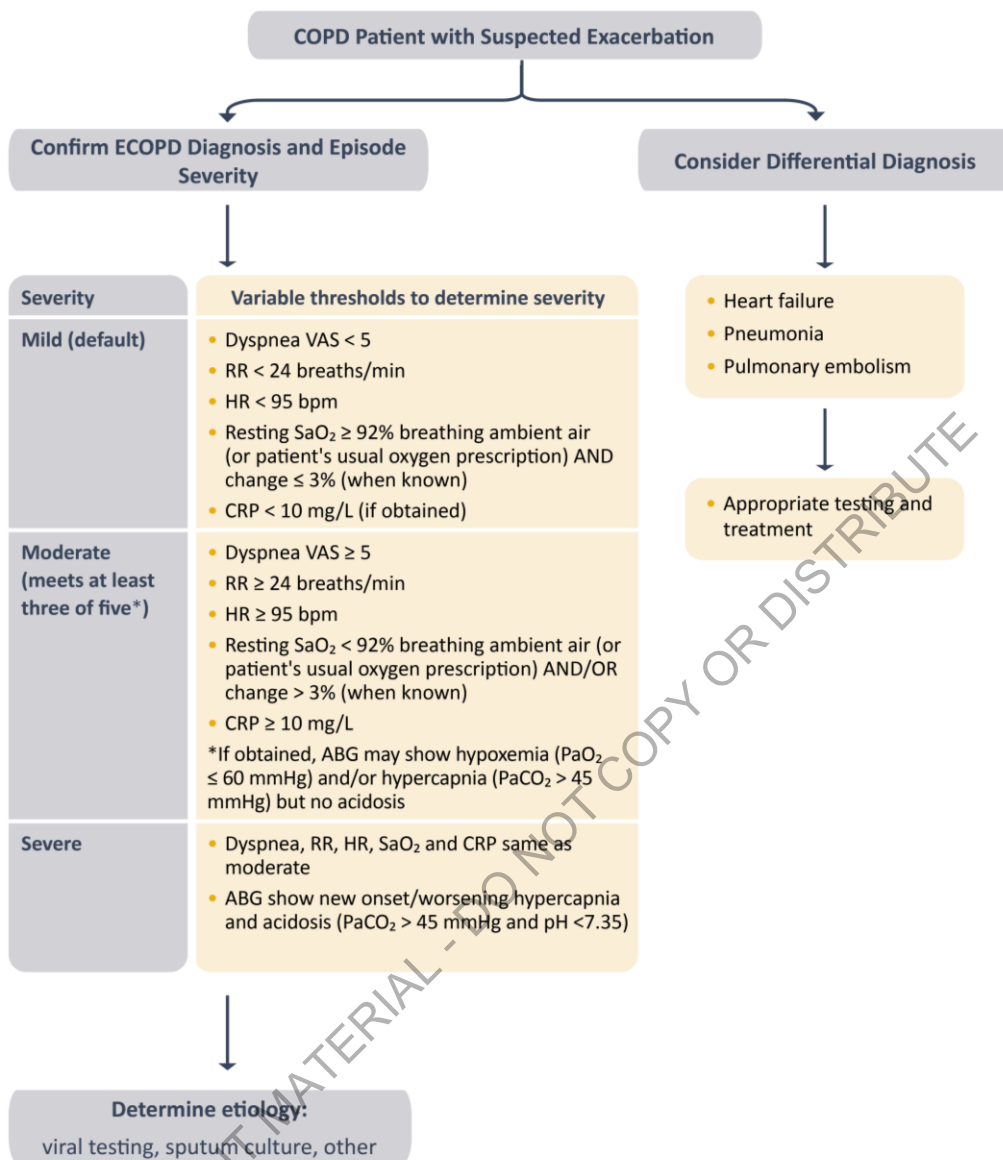 COPD Patient with Suspected Exacerbation
Confirm ECOPD Diagnosis and Episode
Severity
Consider Differential Diagnosis
Severity
Variable thresholds to determine severity
Mild (default)
• Dyspnea VAS < 5
• RR < 24 breaths/min
• HR < 95 bpm
• Resting SaO₂ ≥ 92% breathing ambient air
(or patient's usual oxygen prescription) AND
change ≤ 3% (when known)
• CRP < 10 mg/L (if obtained)
Moderate
(meets at least
three of five*)
• Dyspnea VAS ≥ 5
• RR ≥ 24 breaths/min
• HR ≥ 95 bpm
• Resting SaO₂ < 92% breathing ambient air (or
patient's usual oxygen prescription) AND/OR
change > 3% (when known)
• CRP ≥ 10 mg/L
*If obtained, ABG may show hypoxemia (PaO₂
≤ 60 mmHg) and/or hypercapnia (PaCO₂ > 45
mmHg) but no acidosis
Severe
• Dyspnea, RR, HR, SaO₂ and CRP same as
moderate
• ABG show new onset/worsening hypercapnia
and acidosis (PaCO₂ > 45 mmHg and pH <7.35)
• Heart failure
• Pneumonia
• Pulmonary embolism
• Appropriate testing and
treatment
Determine etiology:
viral testing, sputum culture, other
MATERIAL - DO NOT COPY OR DISTRIBUTE